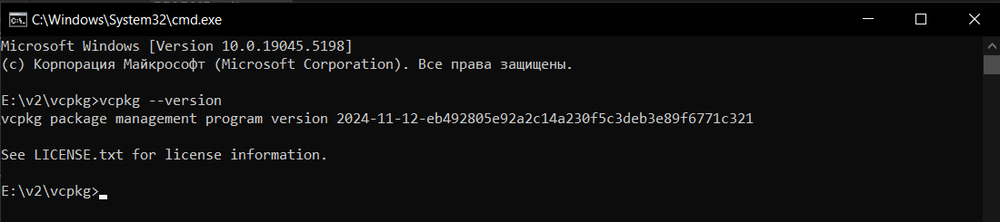 C:\Windows\System32\cmd.exe
Microsoft Windows [Version 10.0.19045.5198]
(c) Корпорация Майкрософт (Microsoft Corporation). Все права защищены.
E:\v2\vcpkg>vcpkg --version
vcpkg package management program version 2024-11-12-eb492805e92a2c14a230f5c3deb3e89f6771c321
See LICENSE.txt for license information.
E:\v2\vcpkg>